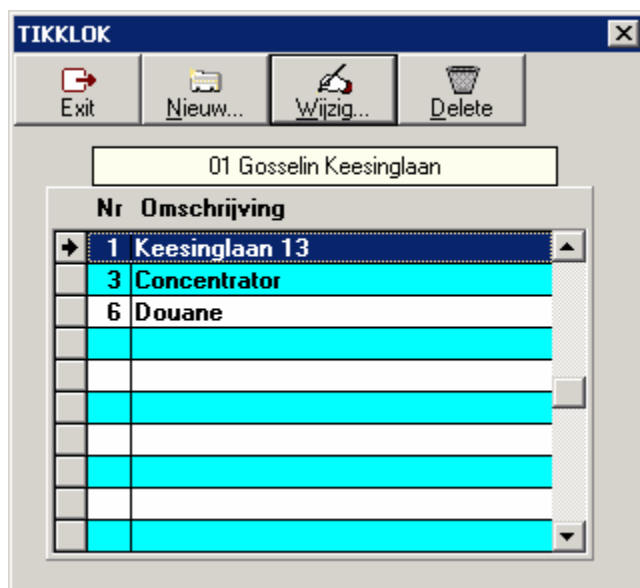 TIKKLOK
Exit Nieuw... Wijzig... Delete
01 Gosselin Keesinglaan
Nr Omschrijving
1 Keesinglaan 13
3 Concentrator
6 Douane